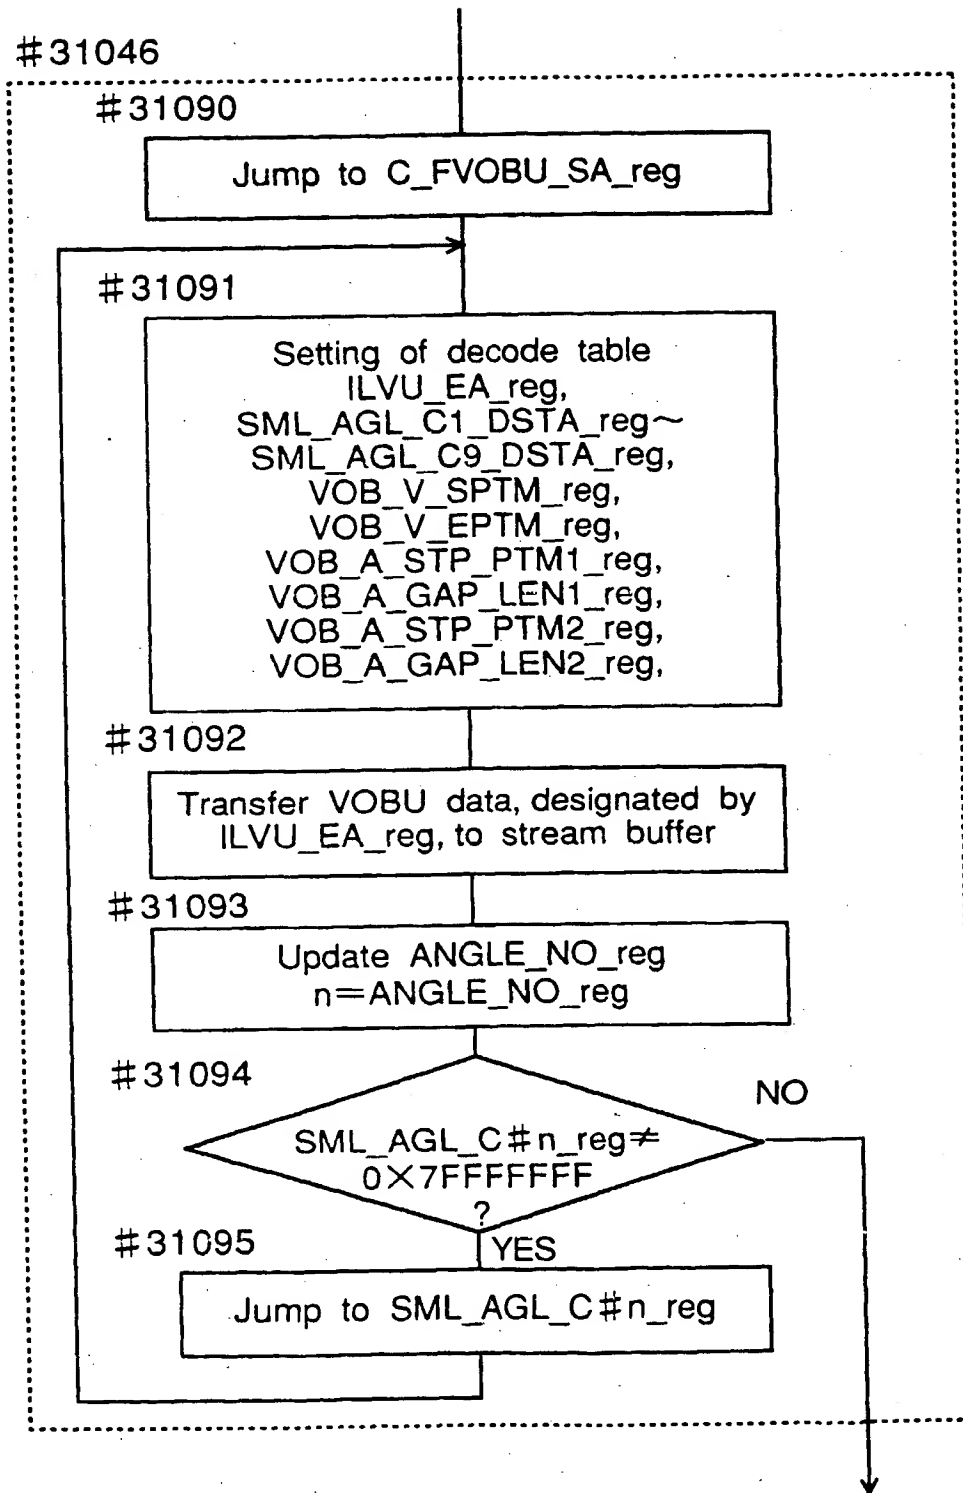 #31046
#31090
Jump to C_FVOBU_SA_reg
#31091
Setting of decode table
ILVU_EA_reg,
SML_AGL_C1_DSTA_reg~
SML_AGL_C9_DSTA_reg,
VOB_V_SPTM_reg,
VOB_V_EPTM_reg,
VOB_A_STP_PTM1_reg,
VOB_A_GAP_LEN1_reg,
VOB_A_STP_PTM2_reg,
VOB_A_GAP_LEN2_reg,
#31092
Transfer VOBU data, designated by
ILVU_EA_reg, to stream buffer
#31093
Update ANGLE_NO_reg
n=ANGLE_NO_reg
#31094
NO
SML_AGL_C#n_reg≠
0×7FFFFFFF
?
#31095
YES
Jump to SML_AGL_C#n_reg